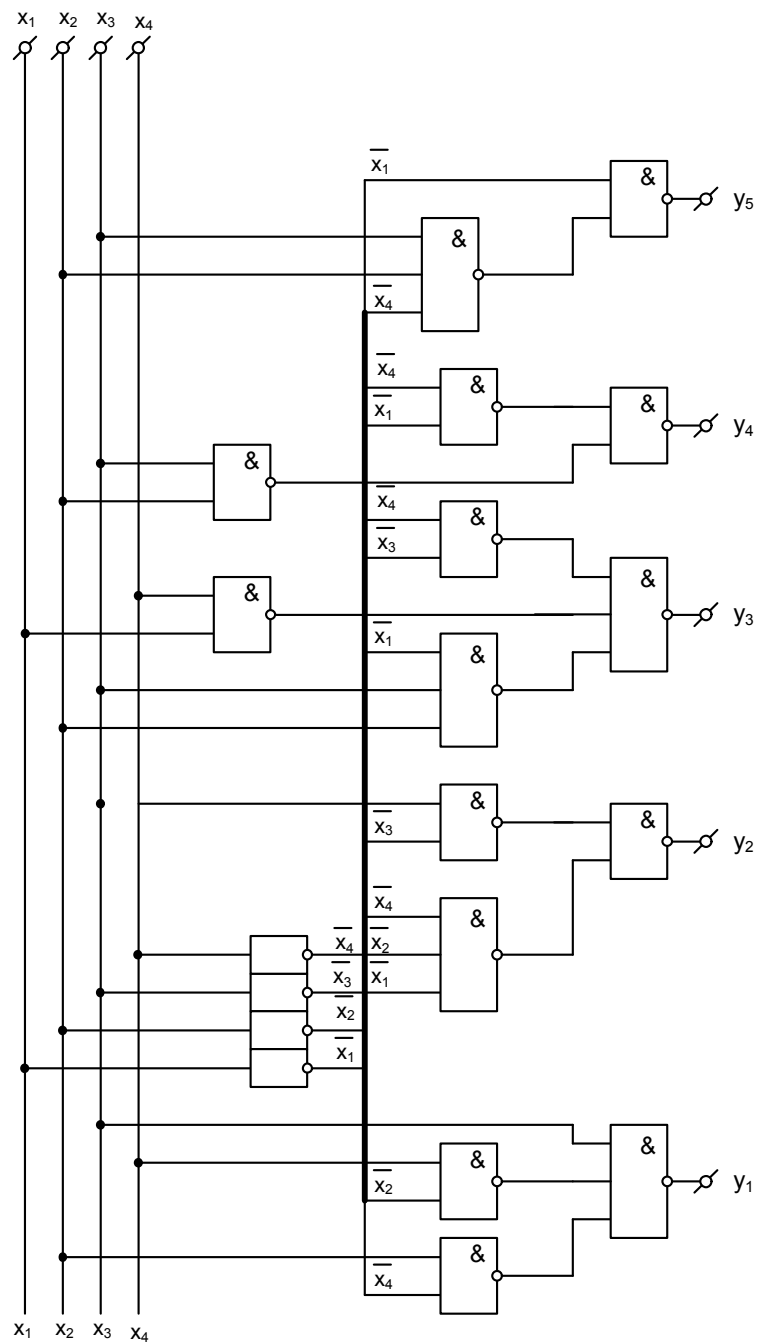 x₁ x₂ x₃ x₄
x̅₁ &
y₅
&
x̅₄
x̅₄ & &
x̅₁ y₄
&
x̅₄ &
x̅₃
& &
y₃
x̅₁ &
& &
x̅₃ y₂
x̅₄ &
x̅₄ x̅₂
x̅₃ x̅₁
x̅₂
x̅₁
&
&
x̅₂ y₁
&
x̅₄
x₁ x₂ x₃ x₄